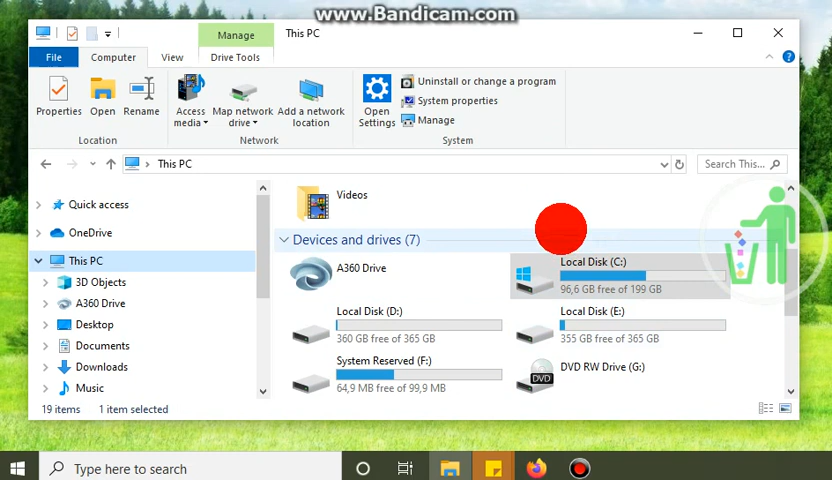 www.Bandicam.com
Manage
This PC
File
Computer
View
Drive Tools
Properties
Open
Rename
Access media
Map network drive
Add a network location
Open Settings
Uninstall or change a program
System properties
Manage
Location
Network
System
This PC
Search This...
Quick access
OneDrive
This PC
3D Objects
A360 Drive
Desktop
Documents
Downloads
Music
Videos
Devices and drives (7)
A360 Drive
Local Disk (C:)
96,6 GB free of 199 GB
Local Disk (D:)
360 GB free of 365 GB
Local Disk (E:)
355 GB free of 365 GB
System Reserved (F:)
64,9 MB free of 99,9 MB
DVD
DVD RW Drive (G:)
19 items
1 item selected
Type here to search